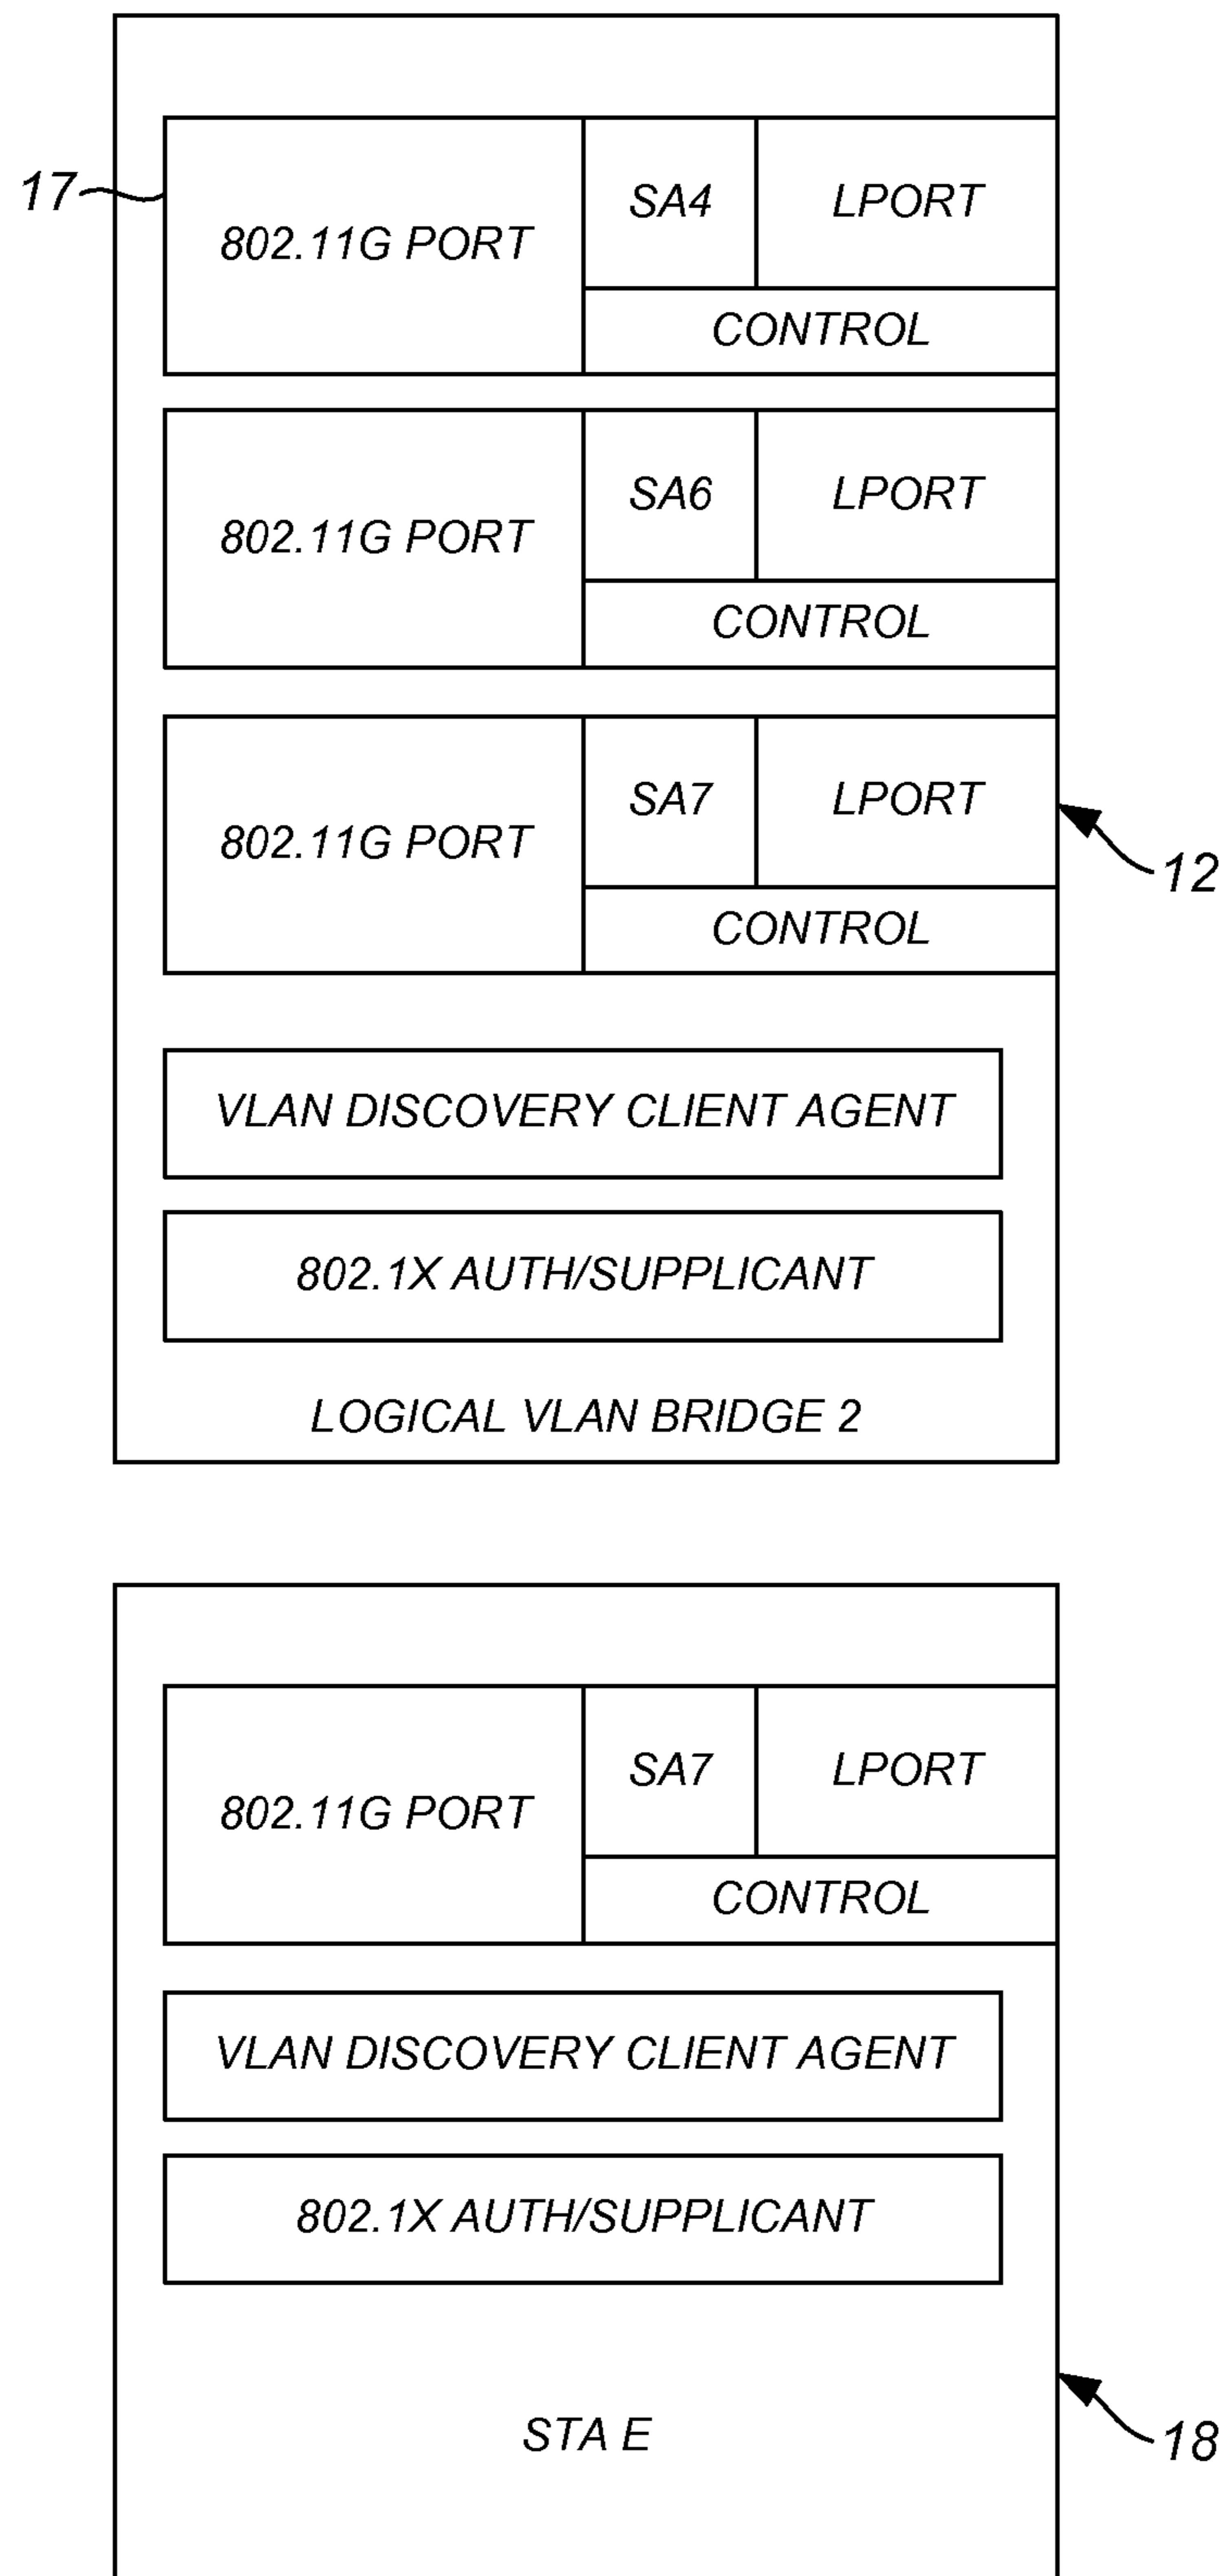 17
802.11G PORT
SA4
LPORT
CONTROL
802.11G PORT
SA6
LPORT
CONTROL
802.11G PORT
SA7
LPORT
CONTROL
12
VLAN DISCOVERY CLIENT AGENT
802.1X AUTH/SUPPLICANT
LOGICAL VLAN BRIDGE 2
802.11G PORT
SA7
LPORT
CONTROL
VLAN DISCOVERY CLIENT AGENT
802.1X AUTH/SUPPLICANT
STA E
18